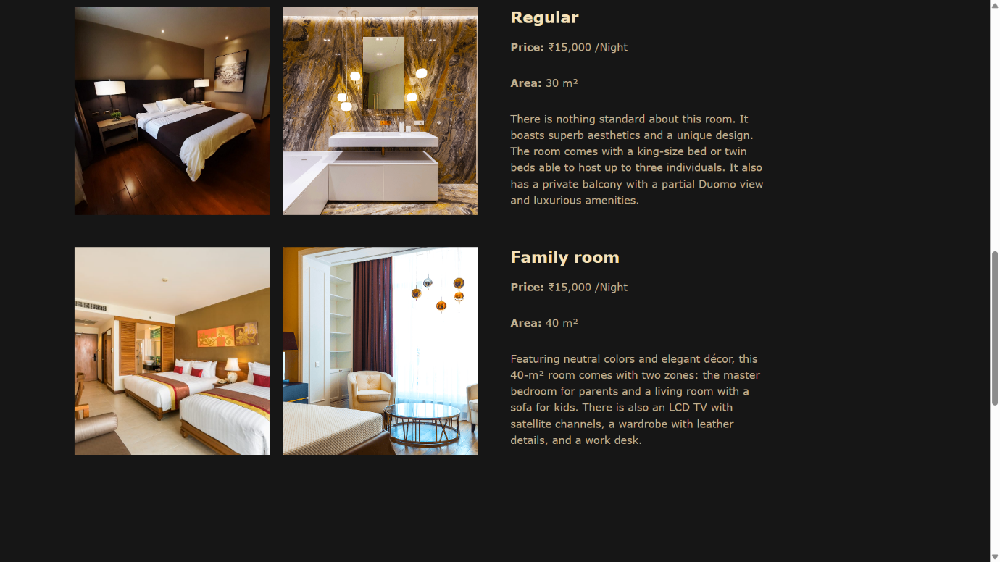 Regular
Price: ₹15,000 /Night
Area: 30 m²
There is nothing standard about this room. It
boasts superb aesthetics and a unique design.
The room comes with a king-size bed or twin
beds able to host up to three individuals. It also
has a private balcony with a partial Duomo view
and luxurious amenities.
Family room
Price: ₹15,000 /Night
Area: 40 m²
Featuring neutral colors and elegant décor, this
40-m² room comes with two zones: the master
bedroom for parents and a living room with a
sofa for kids. There is also an LCD TV with
satellite channels, a wardrobe with leather
details, and a work desk.